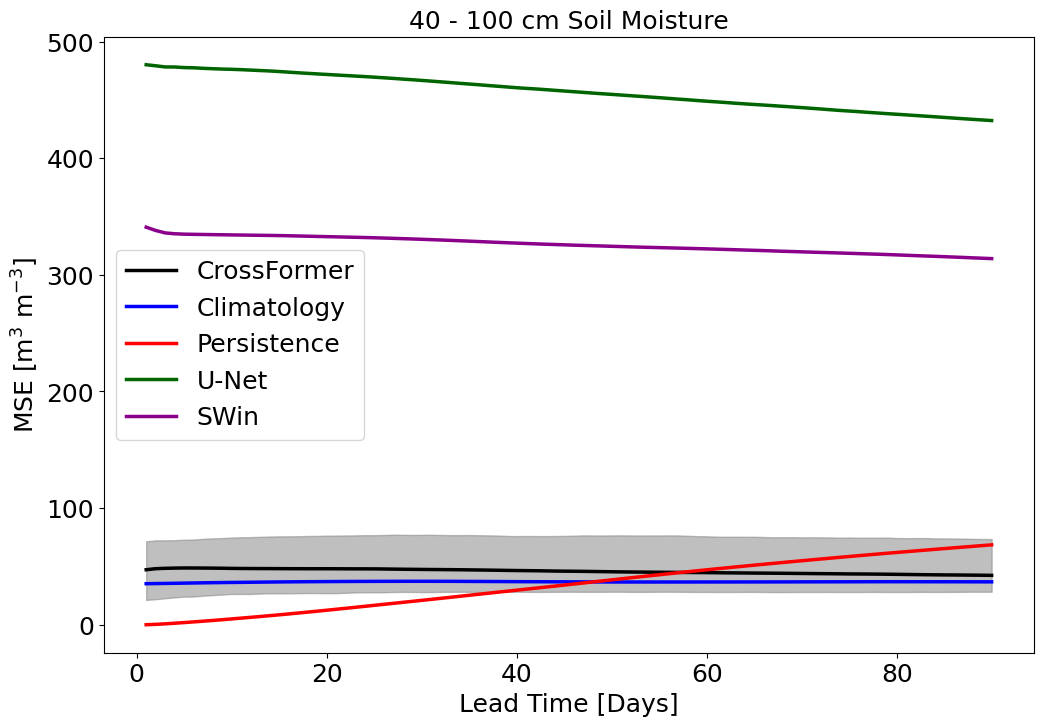 40 - 100 cm Soil Moisture
MSE [m³ m⁻³]
500
400
300
200
100
0
CrossFormer
Climatology
Persistence
U-Net
SWin
0 20 40 60 80
Lead Time [Days]